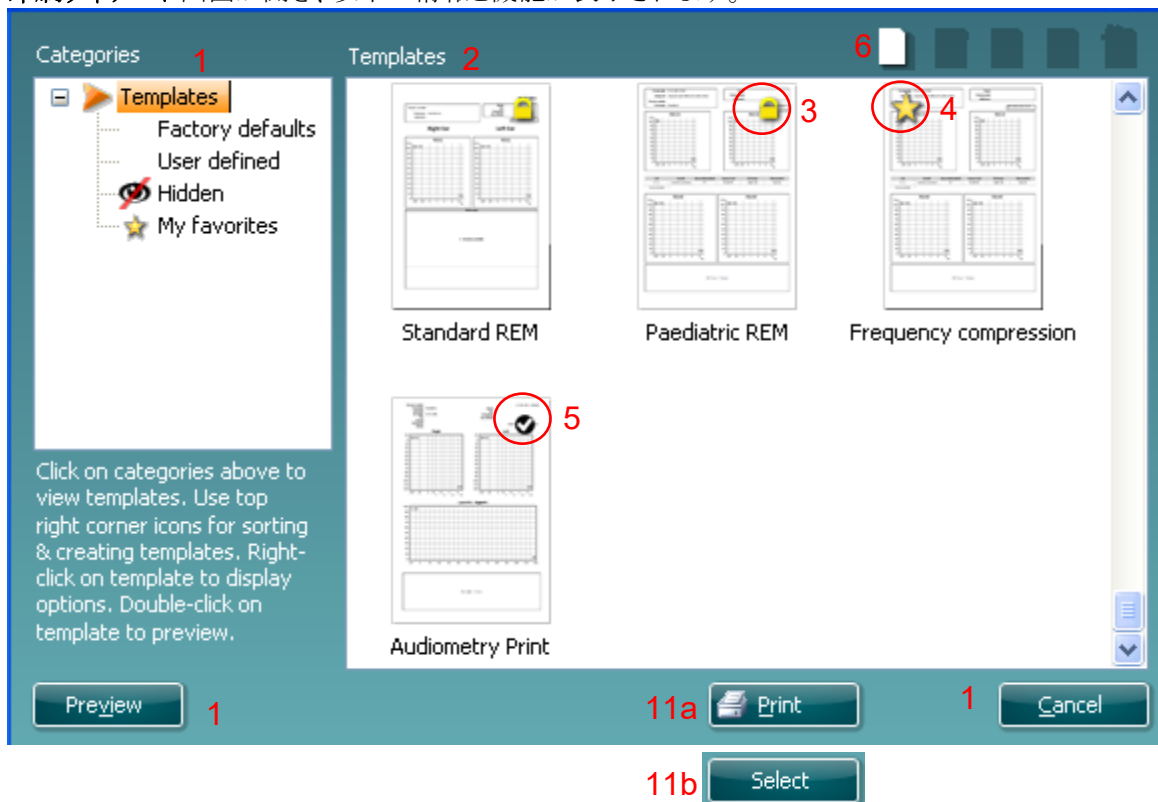 Categories 1
Templates 2
6
Templates
Factory defaults
User defined
Hidden
My favorites
3
4
Standard REM
Paediatric REM
Frequency compression
5
Audiometry Print
Click on categories above to
view templates. Use top
right corner icons for sorting
& creating templates. Right-
click on template to display
options. Double-click on
template to preview.
Preview 1
11a Print
1 Cancel
11b Select